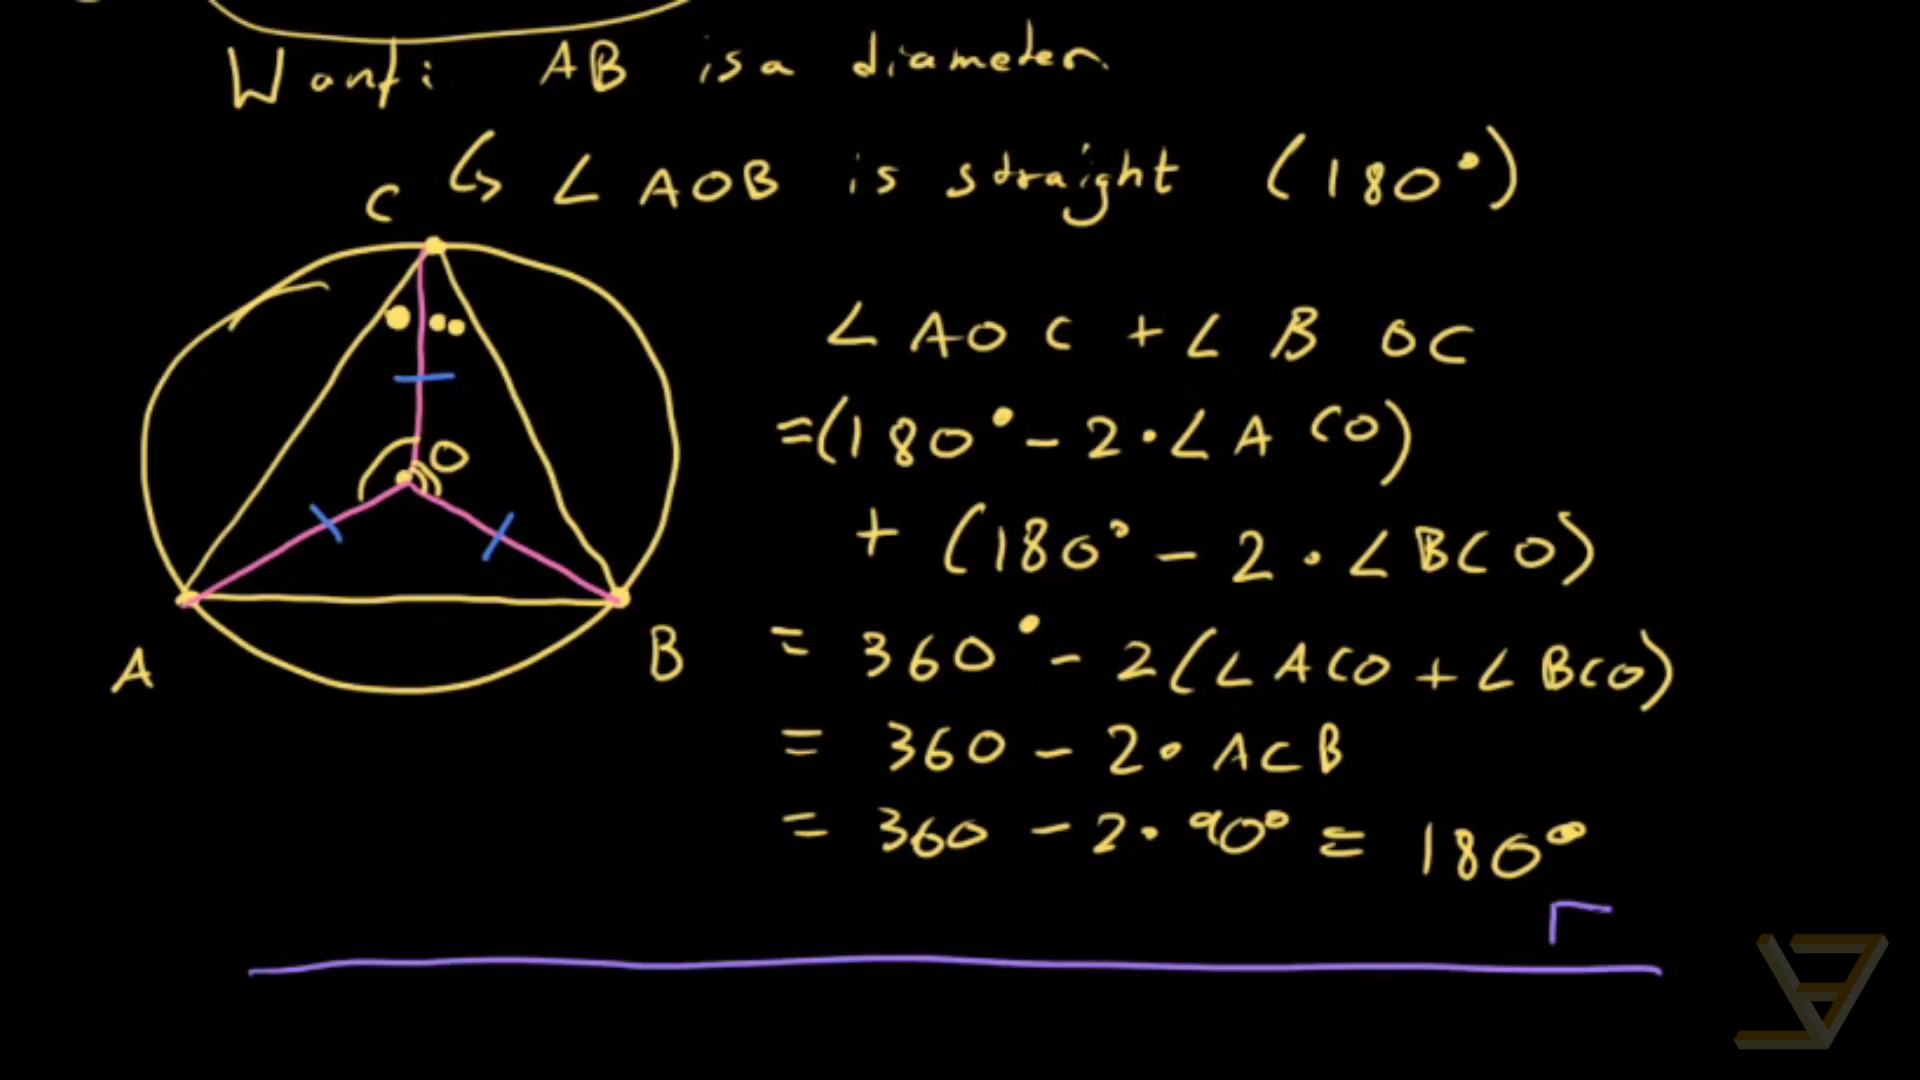 Want: AB is a diameter.
↳ ∠ AOB is straight (180°)
C
∠ AOC + ∠ BOC
= (180° - 2 · ∠ ACO)
O
+ (180° - 2 · ∠ BCO)
A
B
= 360° - 2 (∠ ACO + ∠ BCO)
= 360 - 2 · ACB
= 360 - 2 · 90° = 180°